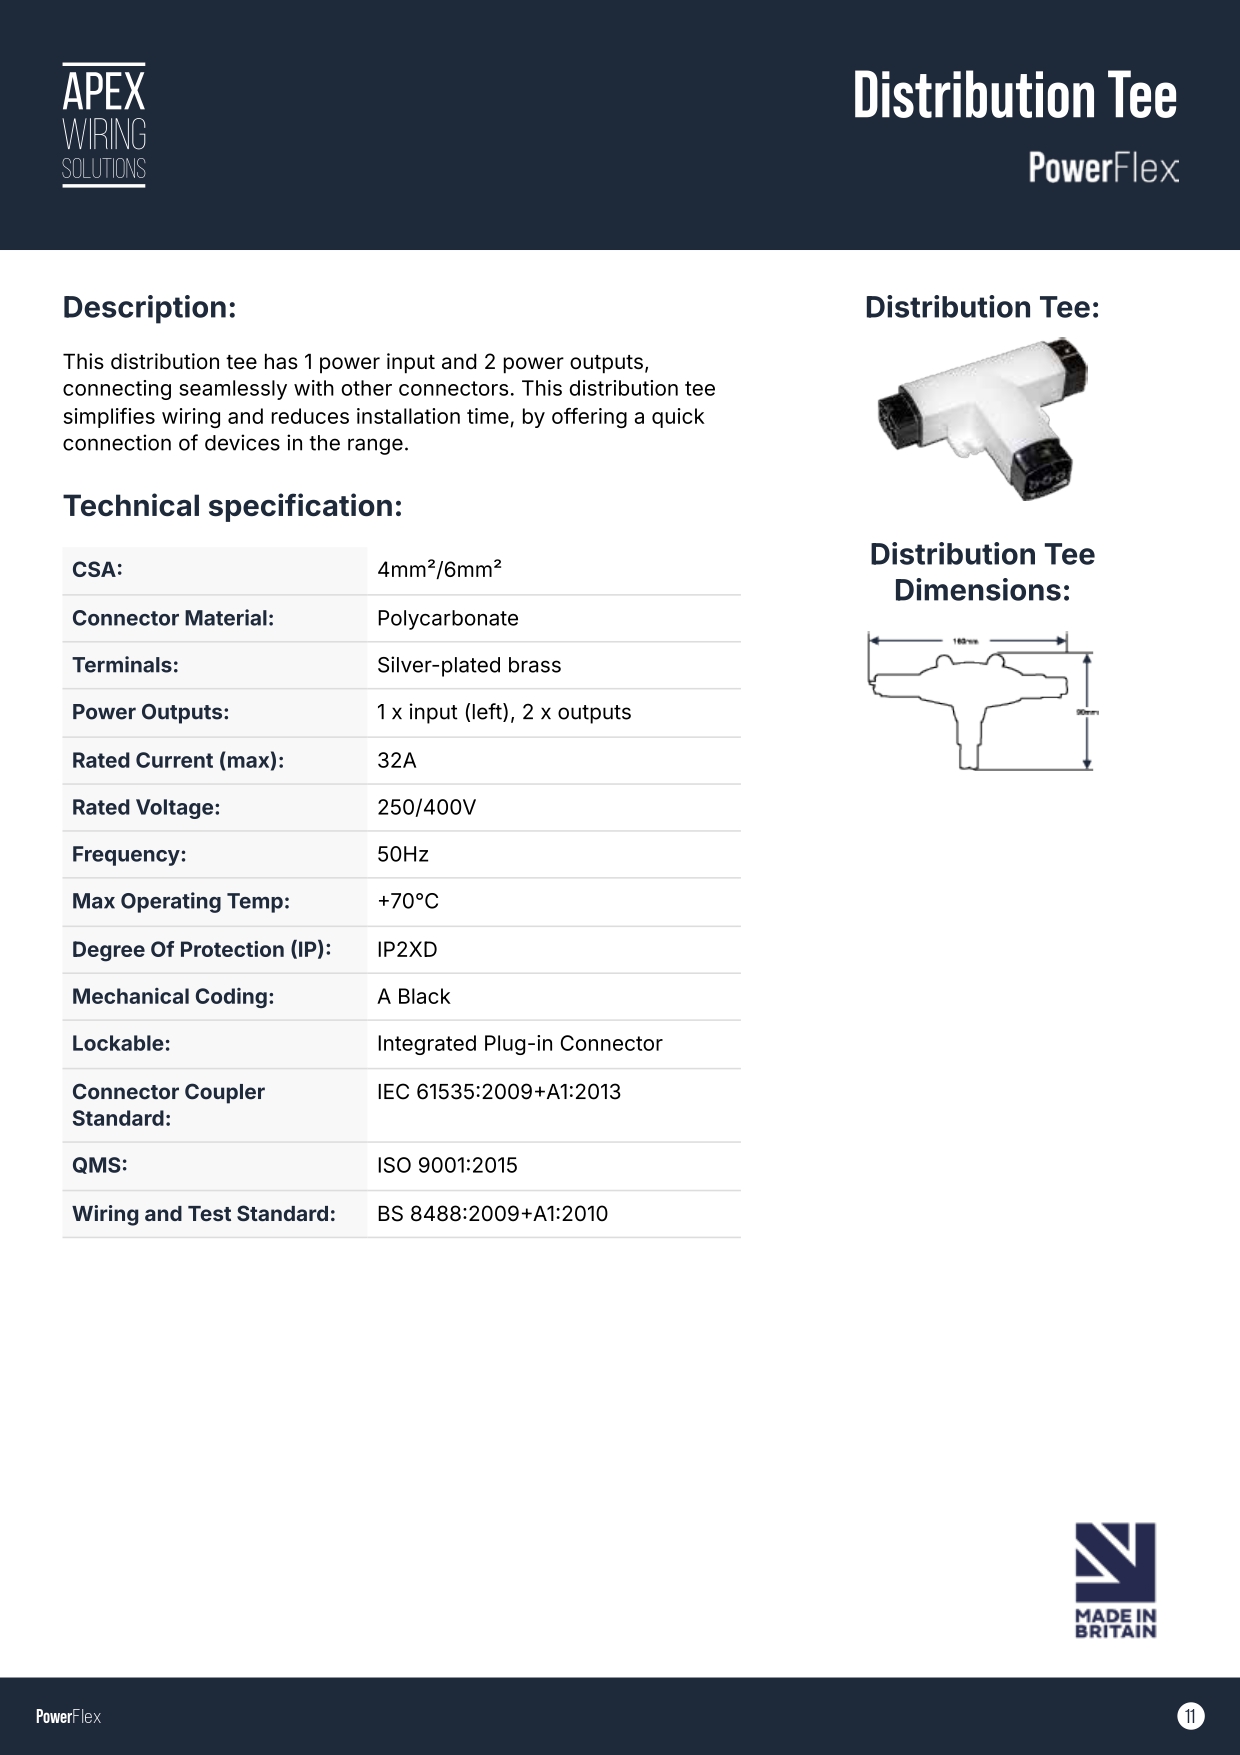 APEX
WIRING
SOLUTIONS
Distribution Tee
PowerFlex
Description:
This distribution tee has 1 power input and 2 power outputs,
connecting seamlessly with other connectors. This distribution tee
simplifies wiring and reduces installation time, by offering a quick
connection of devices in the range.
Technical specification:
CSA: 4mm²/6mm²
Connector Material: Polycarbonate
Terminals: Silver-plated brass
Power Outputs: 1 x input (left), 2 x outputs
Rated Current (max): 32A
Rated Voltage: 250/400V
Frequency: 50Hz
Max Operating Temp: +70°C
Degree Of Protection (IP): IP2XD
Mechanical Coding: A Black
Lockable: Integrated Plug-in Connector
Connector Coupler IEC 61535:2009+A1:2013
Standard:
QMS: ISO 9001:2015
Wiring and Test Standard: BS 8488:2009+A1:2010
Distribution Tee:
Distribution Tee
Dimensions:
MADE IN
BRITAIN
PowerFlex
11